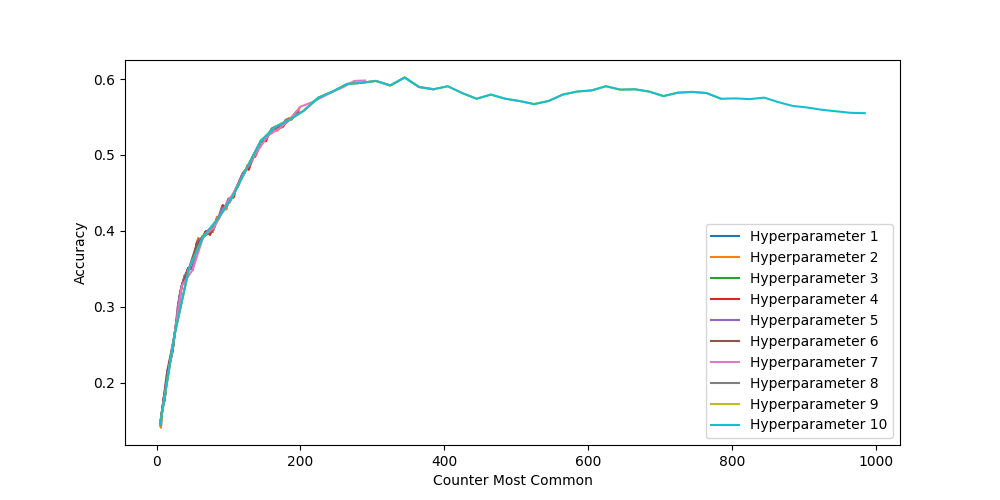 0.6
0.5
0.4
0.3
0.2
Accuracy
0 200 400 600 800 1000
Counter Most Common
Hyperparameter 1
Hyperparameter 2
Hyperparameter 3
Hyperparameter 4
Hyperparameter 5
Hyperparameter 6
Hyperparameter 7
Hyperparameter 8
Hyperparameter 9
Hyperparameter 10